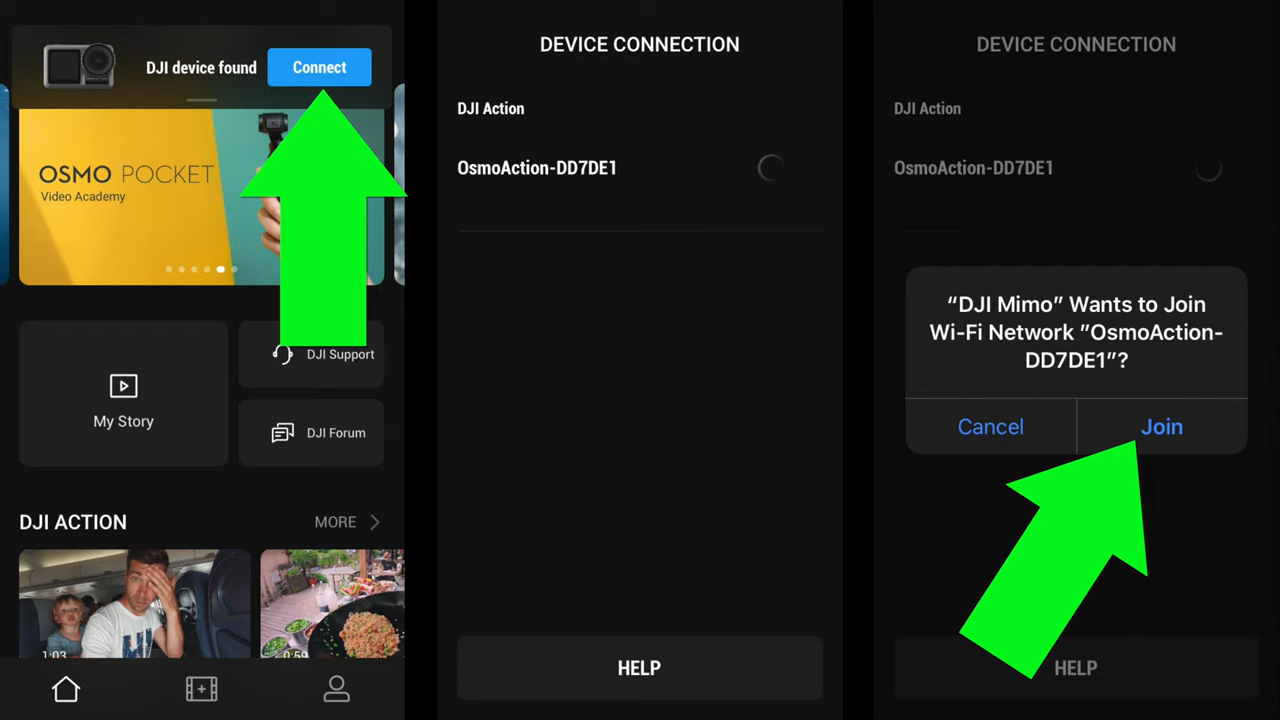 DJI device found
Connect
OSMO POCKET
Video Academy
My Story
DJI Support
DJI Forum
DJI ACTION
MORE
1:03
0:59
DEVICE CONNECTION
DJI Action
OsmoAction-DD7DE1
HELP
DEVICE CONNECTION
DJI Action
OsmoAction-DD7DE1
“DJI Mimo” Wants to Join
Wi-Fi Network "OsmoAction-
DD7DE1"?
Cancel
Join
HELP